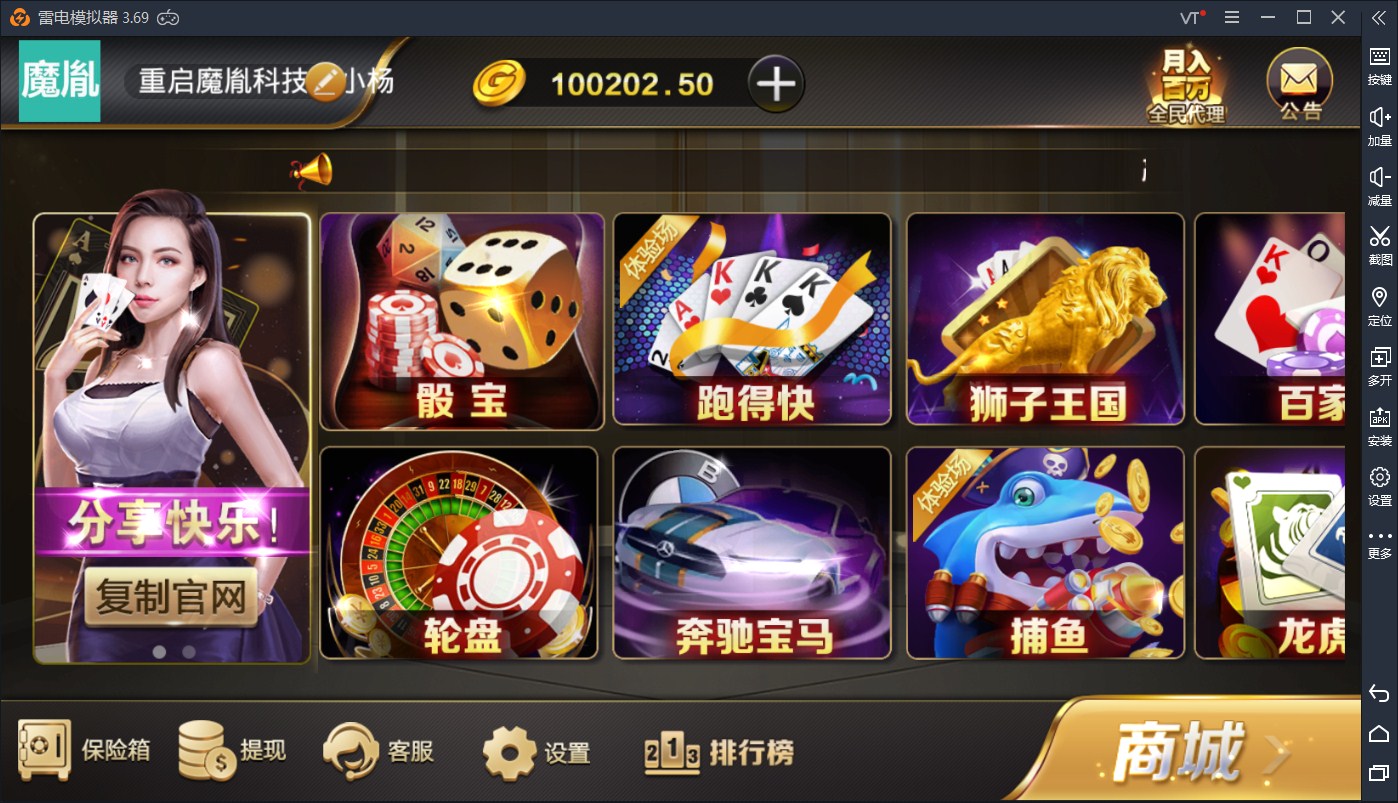 雷电模拟器 3.69
VT
魔胤
重启魔胤科技 小杨
100202.50
月入
百万
全民代理
公告
按键
加量
减量
截图
定位
多开
安装
设置
更多
分享快乐!
复制官网
骰宝
体验场
跑得快
狮子王国
百家
轮盘
奔驰宝马
体验场
捕鱼
龙虎
保险箱
提现
客服
设置
2 1 3
排行榜
商城